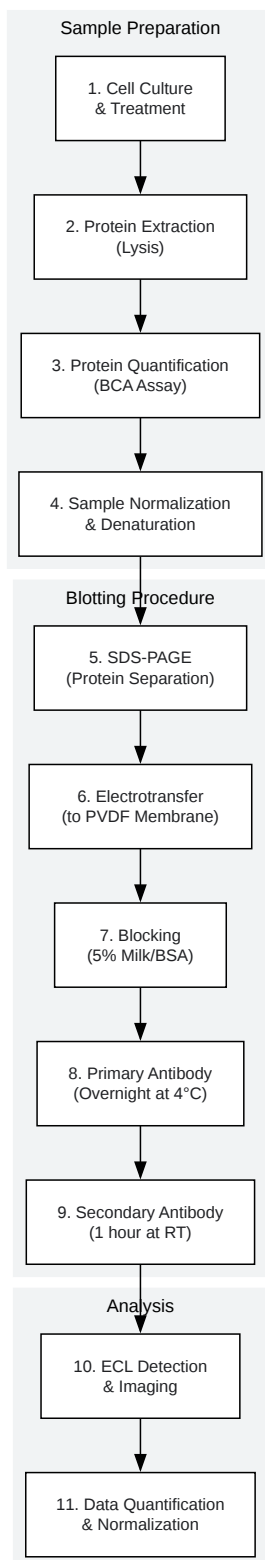 Sample Preparation
1. Cell Culture
& Treatment
2. Protein Extraction
(Lysis)
3. Protein Quantification
(BCA Assay)
4. Sample Normalization
& Denaturation
Blotting Procedure
5. SDS-PAGE
(Protein Separation)
6. Electrotransfer
(to PVDF Membrane)
7. Blocking
(5% Milk/BSA)
8. Primary Antibody
(Overnight at 4°C)
9. Secondary Antibody
(1 hour at RT)
Analysis
10. ECL Detection
& Imaging
11. Data Quantification
& Normalization